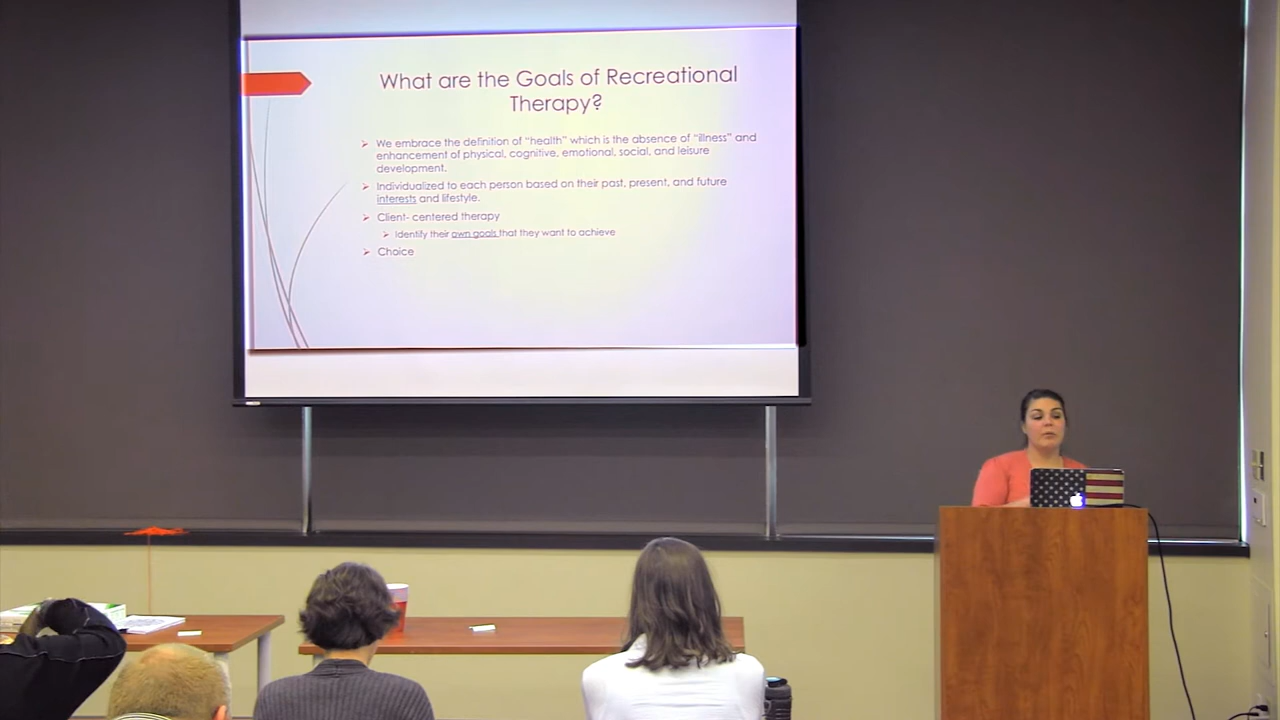 What are the Goals of Recreational
Therapy?
➢ We embrace the definition of “health” which is the absence of “illness” and
enhancement of physical, cognitive, emotional, social, and leisure
development.
➢ Individualized to each person based on their past, present, and future
interests and lifestyle.
➢ Client- centered therapy
➢ Identify their own goals that they want to achieve
➢ Choice